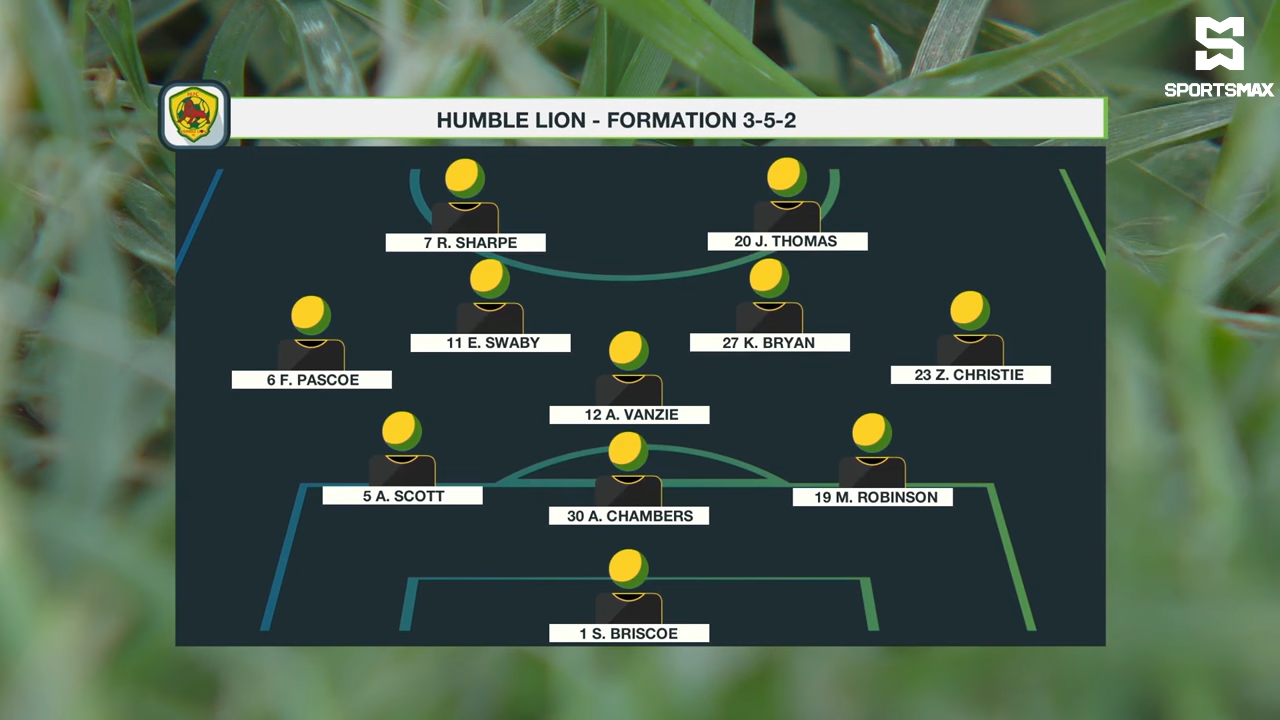 SPORTSMAX
HUMBLE LION - FORMATION 3-5-2
7 R. SHARPE
20 J. THOMAS
11 E. SWABY
27 K. BRYAN
6 F. PASCOE
23 Z. CHRISTIE
12 A. VANZIE
5 A. SCOTT
19 M. ROBINSON
30 A. CHAMBERS
1 S. BRISCOE